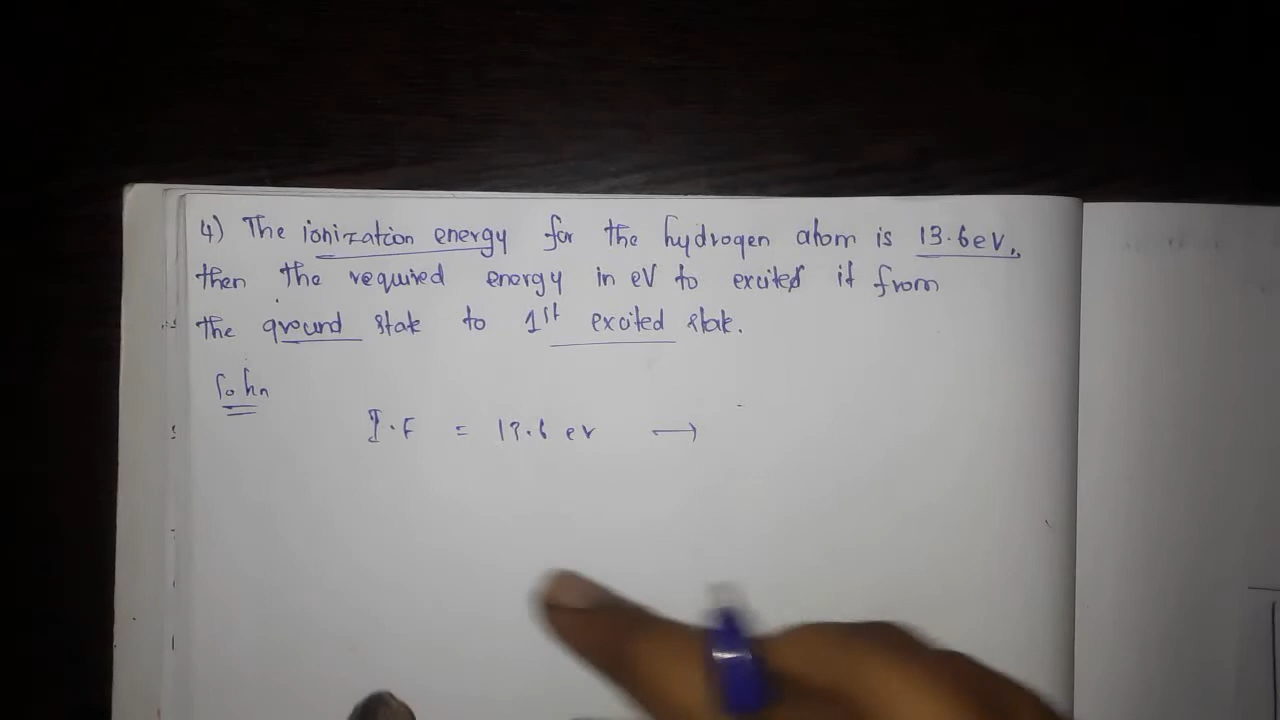 4) The ionization energy for the hydrogen atom is 13.6eV.,
then the required energy in eV to excited it from
the ground state to 1st excited state.
Soln
I.E = 13.6 ev →